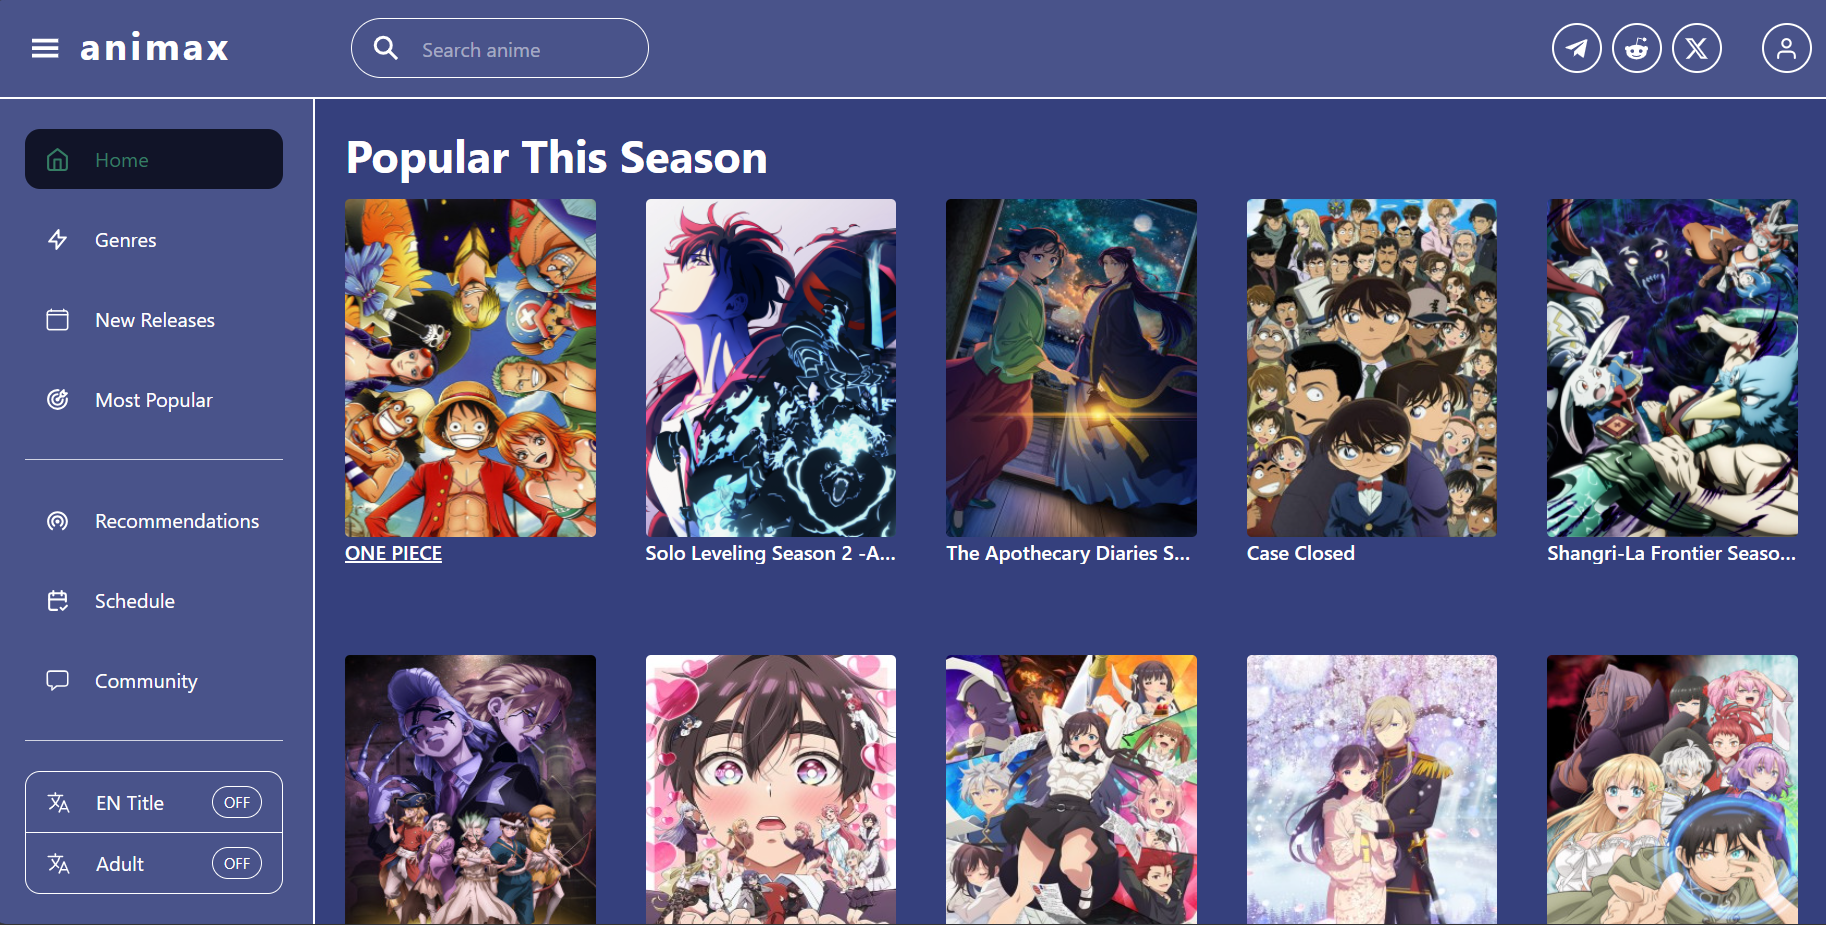 animax
Search anime
Home
Genres
New Releases
Most Popular
Recommendations
Schedule
Community
EN Title OFF
Adult OFF
Popular This Season
ONE PIECE
Solo Leveling Season 2 -A...
The Apothecary Diaries S...
Case Closed
Shangri-La Frontier Seaso...